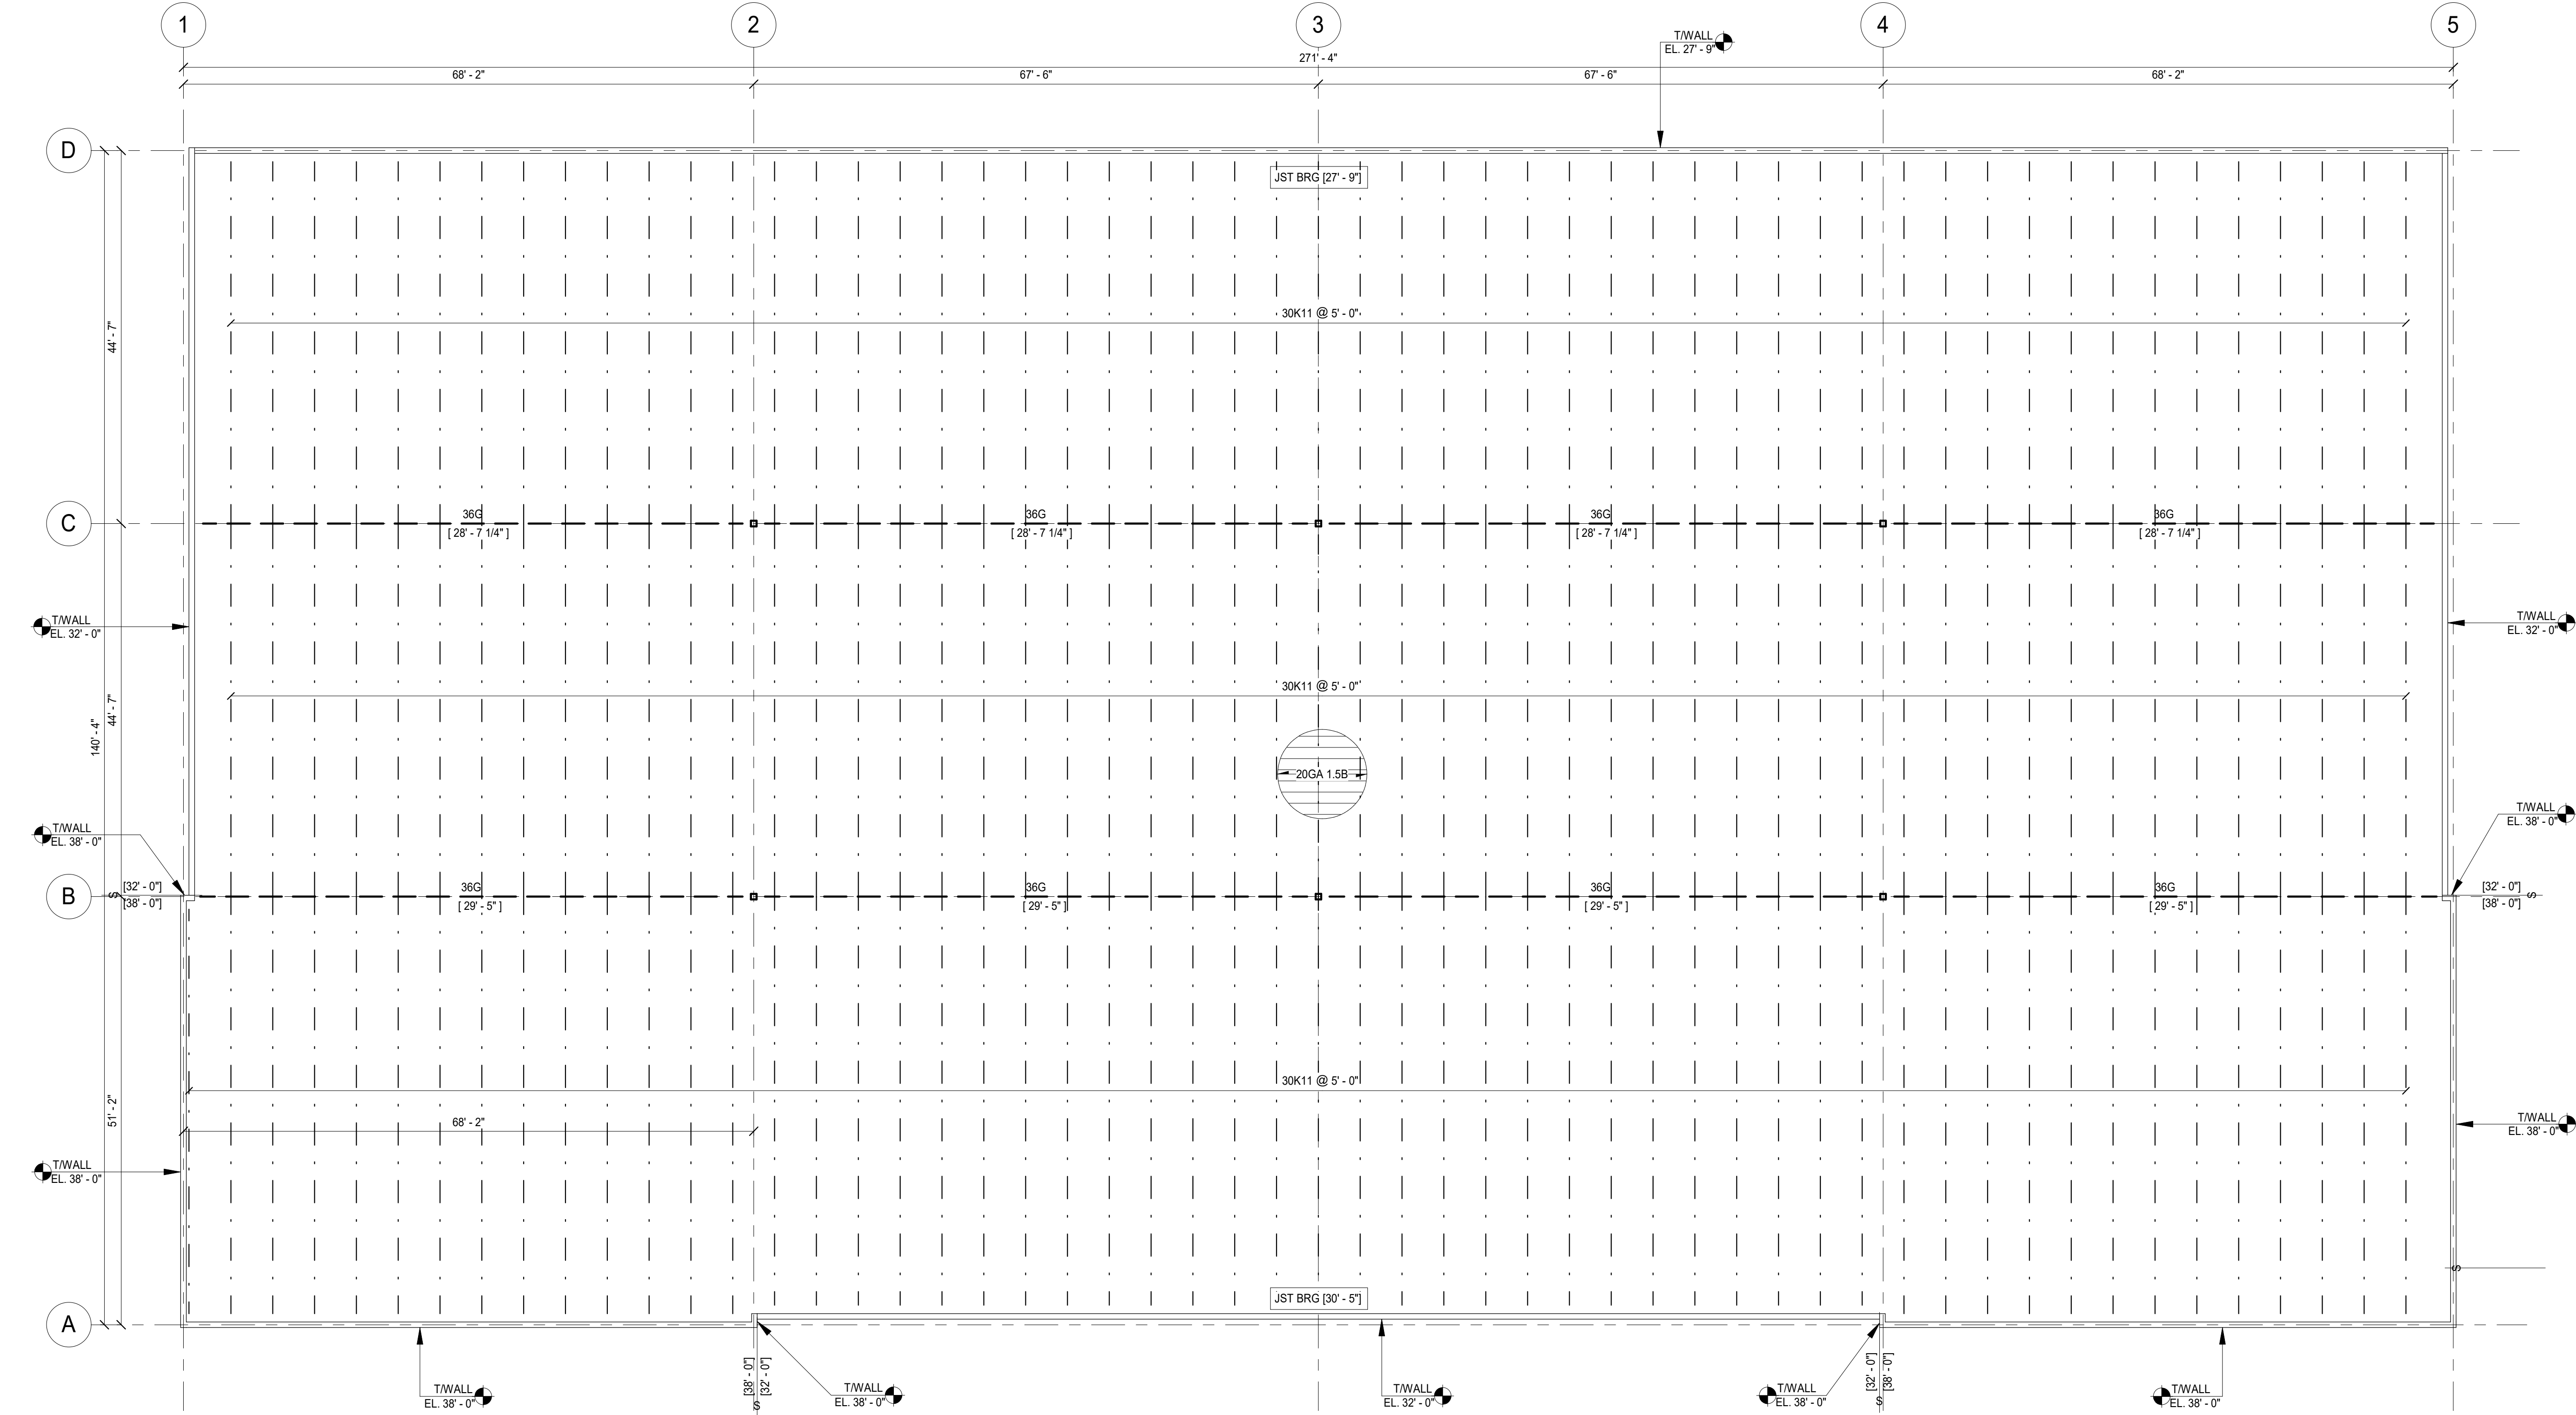 1
2
3
4
5
T/WALL
EL. 27' - 9"
271' - 4"
68' - 2"
67' - 6"
67' - 6"
68' - 2"
D
JST BRG [27' - 9"]
30K11 @ 5' - 0"
44' - 7"
C
36G
[ 28' - 7 1/4" ]
36G
[ 28' - 7 1/4" ]
36G
[ 28' - 7 1/4" ]
36G
[ 28' - 7 1/4" ]
T/WALL
EL. 32' - 0"
T/WALL
EL. 32' - 0"
30K11 @ 5' - 0"
44' - 7"
140' - 4"
20GA 1.5B
T/WALL
EL. 38' - 0"
T/WALL
EL. 38' - 0"
B
S
[32' - 0"]
[38' - 0"]
36G
[ 29' - 5" ]
36G
[ 29' - 5" ]
36G
[ 29' - 5" ]
36G
[ 29' - 5" ]
[32' - 0"]
[38' - 0"]
S
30K11 @ 5' - 0"
51' - 2"
68' - 2"
T/WALL
EL. 38' - 0"
T/WALL
EL. 38' - 0"
S
JST BRG [30' - 5"]
A
[38' - 0"]
[32' - 0"]
S
[32' - 0"]
[38' - 0"]
S
T/WALL
EL. 38' - 0"
T/WALL
EL. 38' - 0"
T/WALL
EL. 32' - 0"
T/WALL
EL. 38' - 0"
T/WALL
EL. 38' - 0"